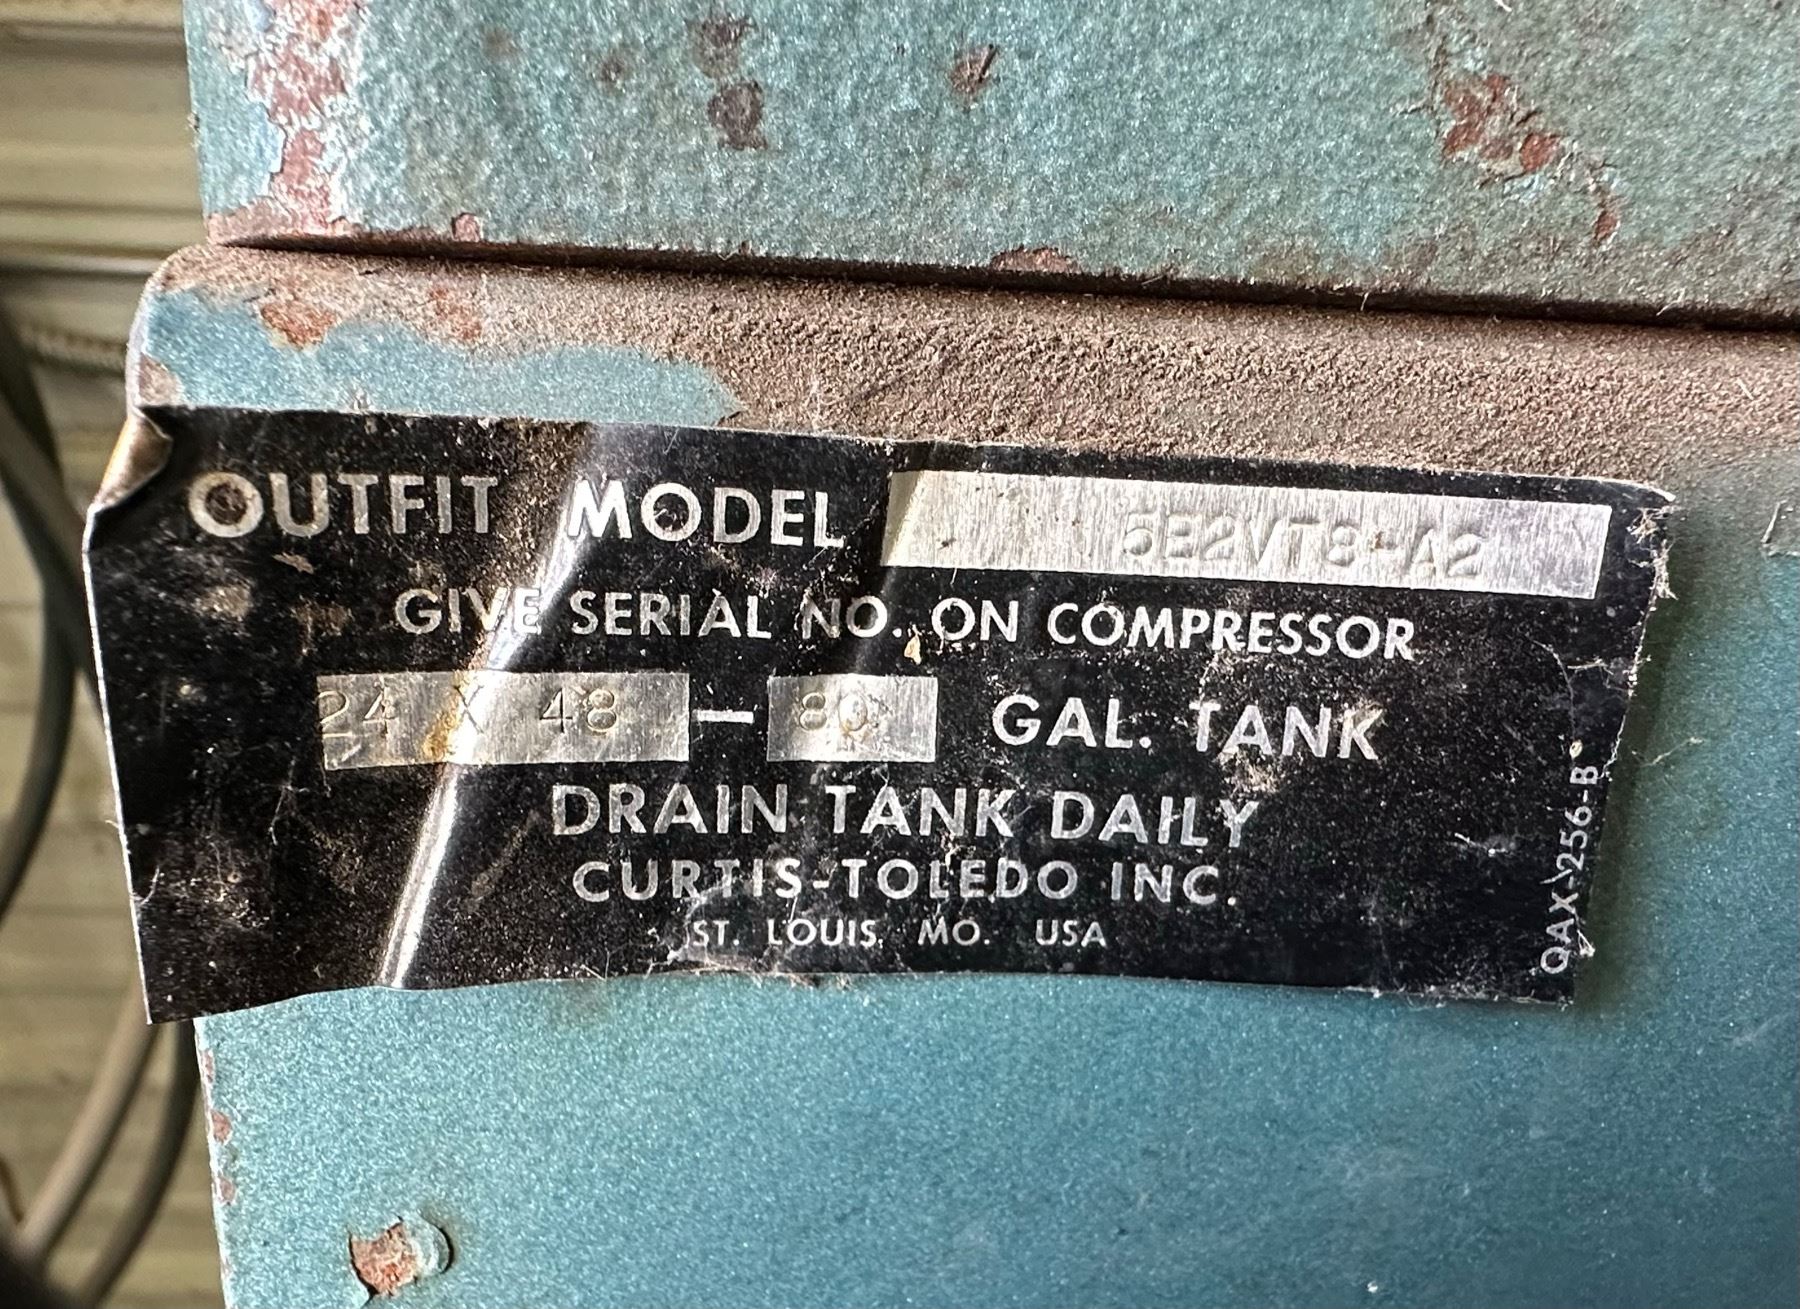 OUTFIT MODEL 5E2VT8-A2
GIVE SERIAL NO. ON COMPRESSOR
24 X 48 - 80 GAL. TANK
DRAIN TANK DAILY
CURTIS-TOLEDO INC.
ST. LOUIS, MO. USA
QAX-256-B